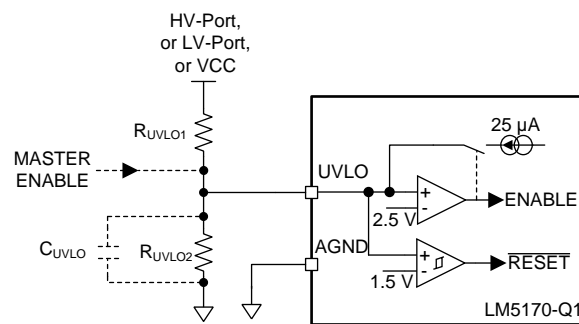 HV-Port,
or LV-Port,
or VCC
RUVLO1
MASTER
ENABLE
CUVLO
RUVLO2
UVLO
AGND
25 µA
+
-
2.5 V
ENABLE
+
-
1.5 V
RESET
LM5170-Q1